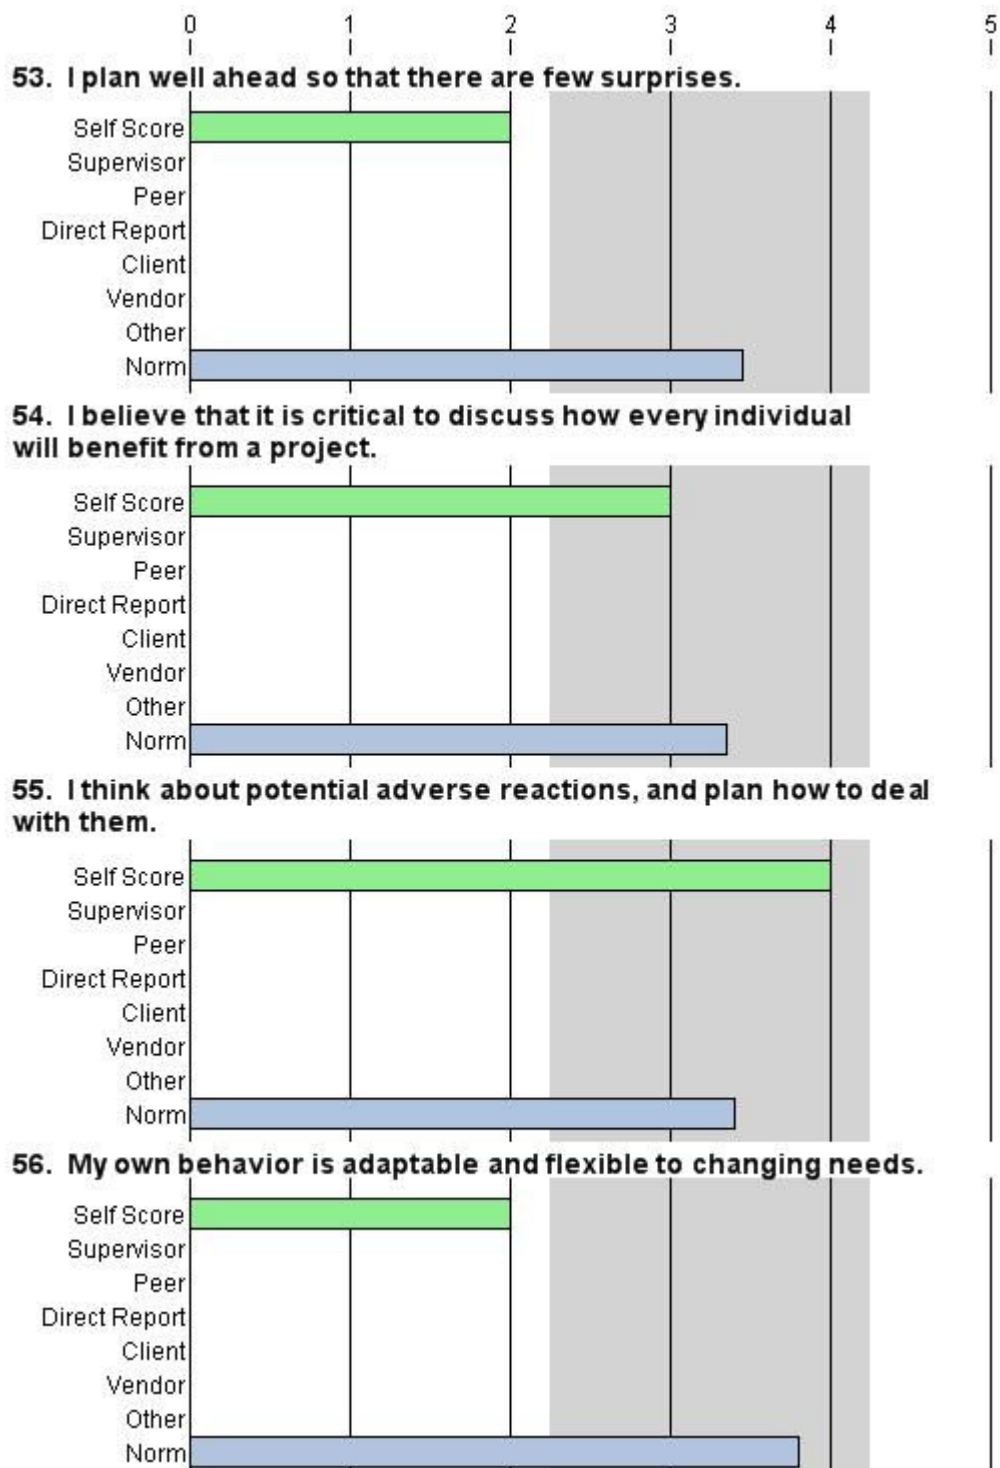 0 1 2 3 4 5
53. I plan well ahead so that there are few surprises.
Self Score
Supervisor
Peer
Direct Report
Client
Vendor
Other
Norm
54. I believe that it is critical to discuss how every individual
will benefit from a project.
Self Score
Supervisor
Peer
Direct Report
Client
Vendor
Other
Norm
55. I think about potential adverse reactions, and plan how to deal
with them.
Self Score
Supervisor
Peer
Direct Report
Client
Vendor
Other
Norm
56. My own behavior is adaptable and flexible to changing needs.
Self Score
Supervisor
Peer
Direct Report
Client
Vendor
Other
Norm